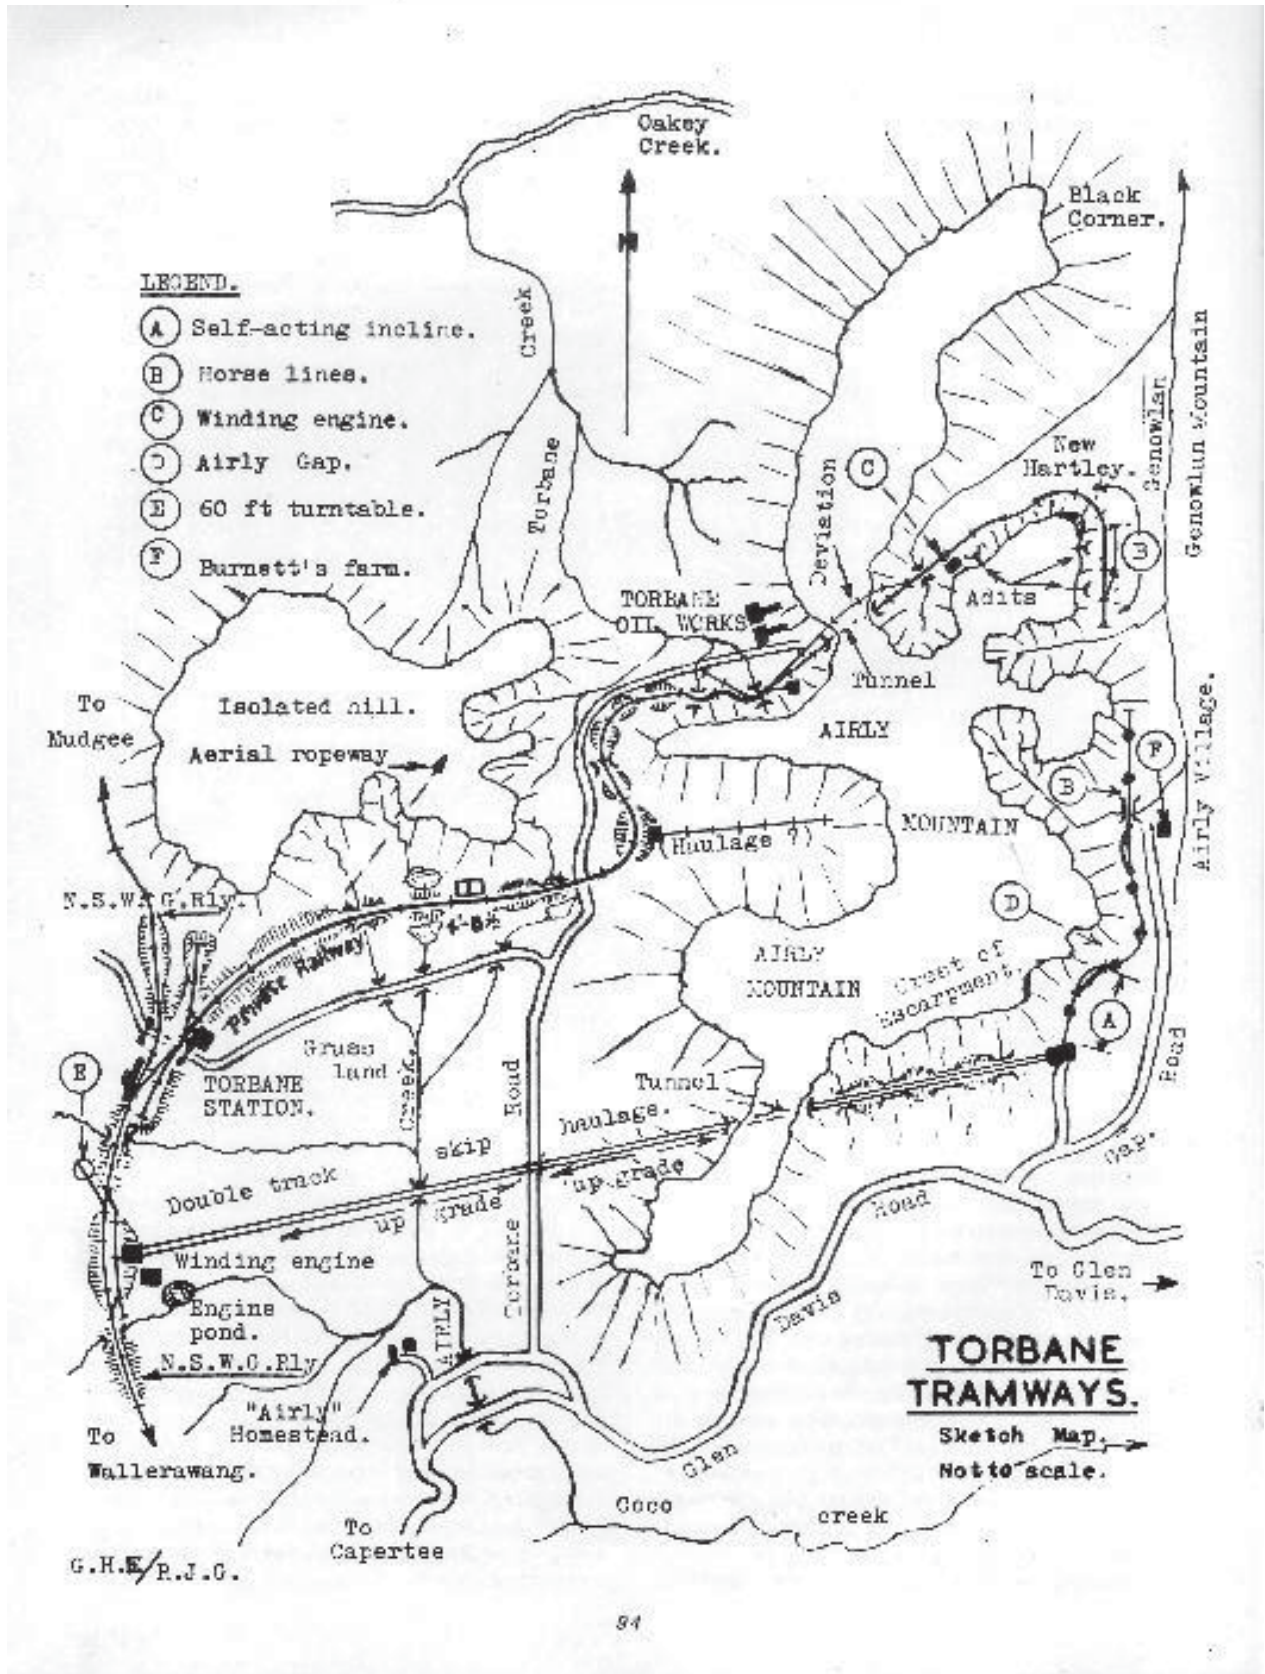 Oakey
Creek.
Black
Corner.
LEGEND.
A Self-acting incline.
B Horse lines.
C Winding engine.
D Airly Gap.
E 60 ft turntable.
F Burnett's farm.
Creek
Torbane
N
Genowlan
Genowlan Mountain
New
Hartley.
C
Deviation
B
Adits
TORBANE
OIL WORKS
Tunnel
To
Mudgee
Isolated hill.
Aerial ropeway
AIRLY
MOUNTAIN
F
B
Airly Village.
(Haulage ?)
N.S.W.G.Rly.
4'-8½
Private Railway
D
AIRLY
MOUNTAIN
Crest of
Escarpment.
A
E
Grass
land
TORBANE
STATION.
Creek.
Road
Tunnel
Road
Gap.
Double track
skip
haulage.
up grade
up grade
Road
Winding engine
Torbane
Engine
pond.
N.S.W.G.Rly
AIRLY
Davis
To Glen
Davis.
"Airly"
Homestead.
Glen
To
Wallerawang.
TORBANE
TRAMWAYS.
Sketch Map.
Not to scale.
Coco
creek
To
Capertee
G.H.E/R.J.G.
94